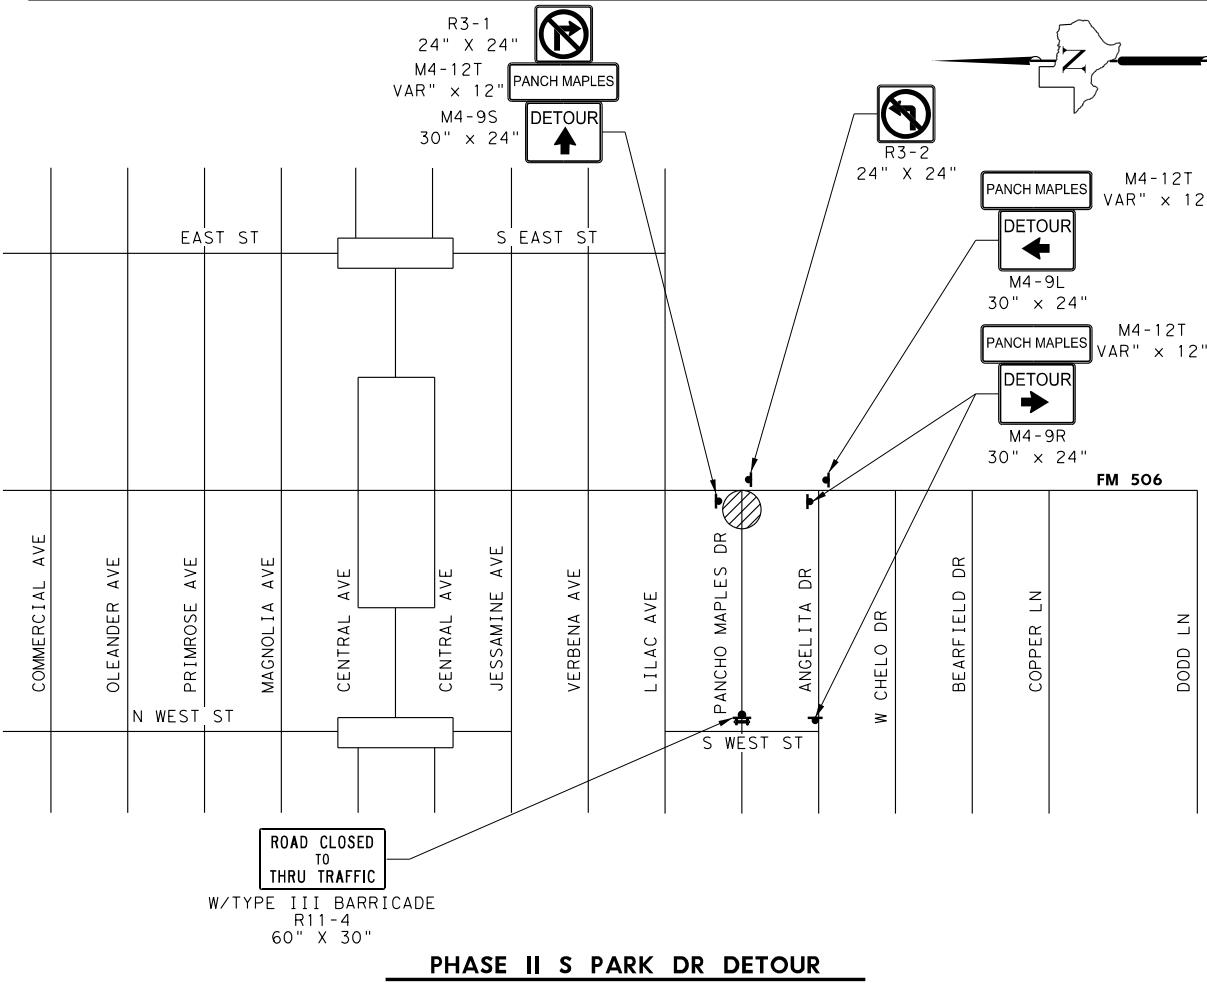 R3-1
24" X 24"
M4-12T
VAR" x 12"
PANCH MAPLES
M4-9S
30" x 24"
DETOUR
N
R3-2
24" X 24"
PANCH MAPLES
M4-12T
VAR" x 12
DETOUR
M4-9L
30" x 24"
PANCH MAPLES
M4-12T
VAR" x 12"
DETOUR
M4-9R
30" x 24"
EAST ST
S EAST ST
FM 506
COMMERCIAL AVE
OLEANDER AVE
PRIMROSE AVE
MAGNOLIA AVE
CENTRAL AVE
CENTRAL AVE
JESSAMINE AVE
VERBENA AVE
LILAC AVE
PANCHO MAPLES DR
ANGELITA DR
W CHELO DR
BEARFIELD DR
COPPER LN
DODD LN
N WEST ST
S WEST ST
ROAD CLOSED
TO
THRU TRAFFIC
W/TYPE III BARRICADE
R11-4
60" X 30"
PHASE II S PARK DR DETOUR